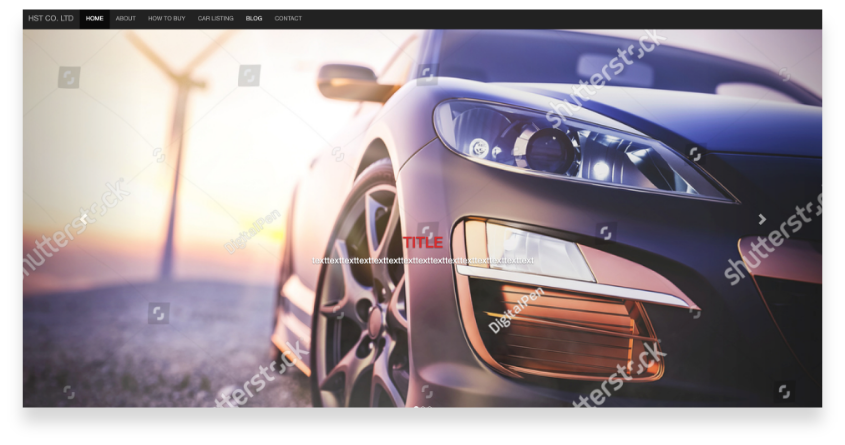 HST CO. LTD HOME ABOUT HOW TO BUY CAR LISTING BLOG CONTACT
shutterstock
shutterstock
shutterstock
DigitalPen
TITLE
texttexttexttexttexttexttexttexttexttexttexttexttexttexttext
DigitalPen
shutterstock
shutterstock